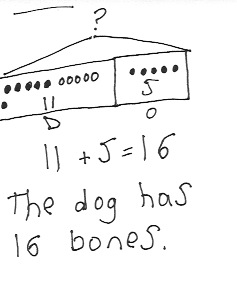 ?
11 5
D O
11 + 5 = 16
The dog has
16 bones.